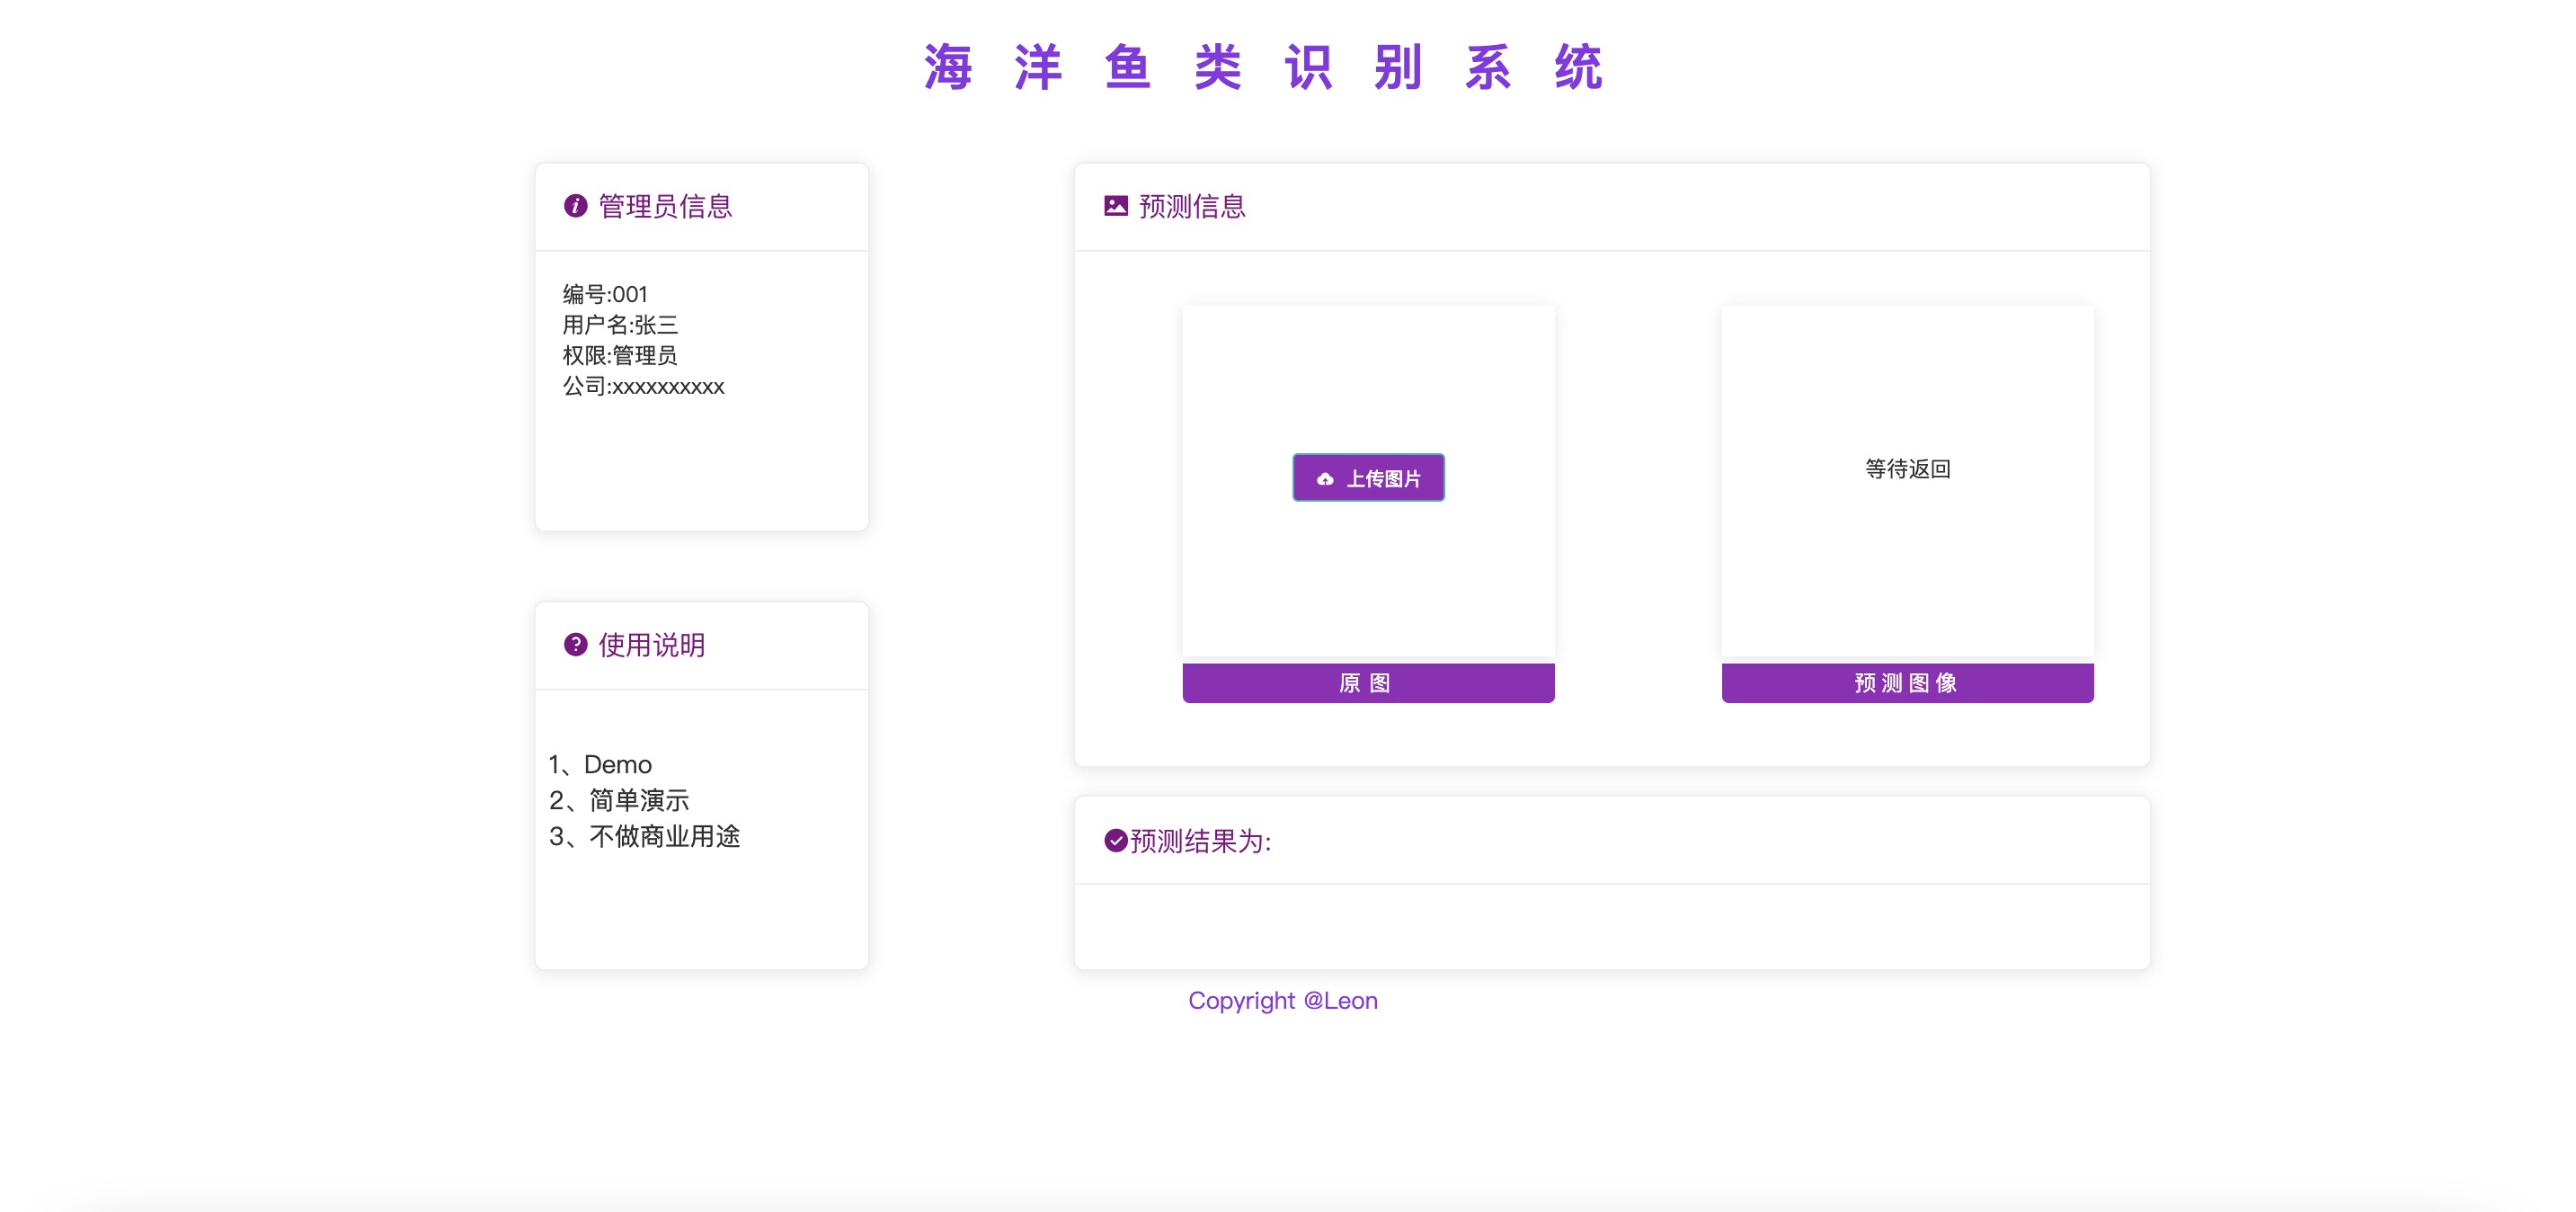 海洋鱼类识别系统
管理员信息
编号:001
用户名:张三
权限:管理员
公司:xxxxxxxxxx
使用说明
1、Demo
2、简单演示
3、不做商业用途
预测信息
上传图片
等待返回
原图
预测图像
预测结果为:
Copyright @Leon